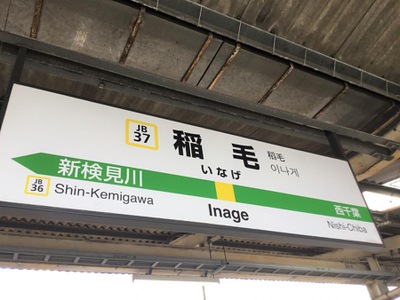 JB
37
稲毛
いなげ
稲毛
이나게
新検見川
西千葉
JB
36
Shin-Kemigawa
Inage
Nishi-Chiba